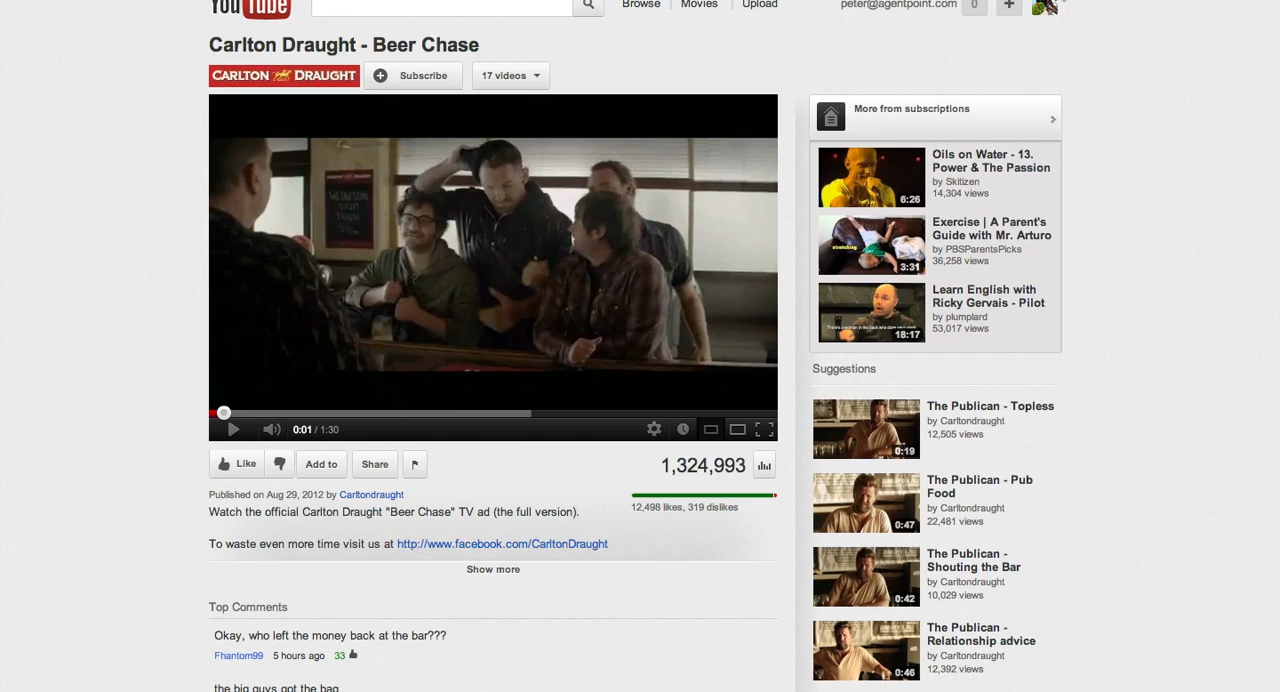 You Tube
Browse | Movies | Upload
peter@agentpoint.com 0 +
Carlton Draught - Beer Chase
CARLTON DRAUGHT
Subscribe
17 videos
0:01 / 1:30
Like
Add to
Share
1,324,993
Published on Aug 29, 2012 by Carltondraught
12,498 likes, 319 dislikes
Watch the official Carlton Draught "Beer Chase" TV ad (the full version).
To waste even more time visit us at http://www.facebook.com/CarltonDraught
Show more
Top Comments
Okay, who left the money back at the bar???
Fhantom99 5 hours ago 33
the big guys got the bag
More from subscriptions
Oils on Water - 13.
Power & The Passion
by Skitizen
14,304 views
6:26
Exercise | A Parent's
Guide with Mr. Arturo
by PBSParentsPicks
36,258 views
stretching
3:31
Learn English with
Ricky Gervais - Pilot
by plumplard
53,017 views
18:17
Suggestions
The Publican - Topless
by Carltondraught
12,505 views
0:19
The Publican - Pub
Food
by Carltondraught
22,481 views
0:47
The Publican -
Shouting the Bar
by Carltondraught
10,029 views
0:42
The Publican -
Relationship advice
by Carltondraught
12,392 views
0:46